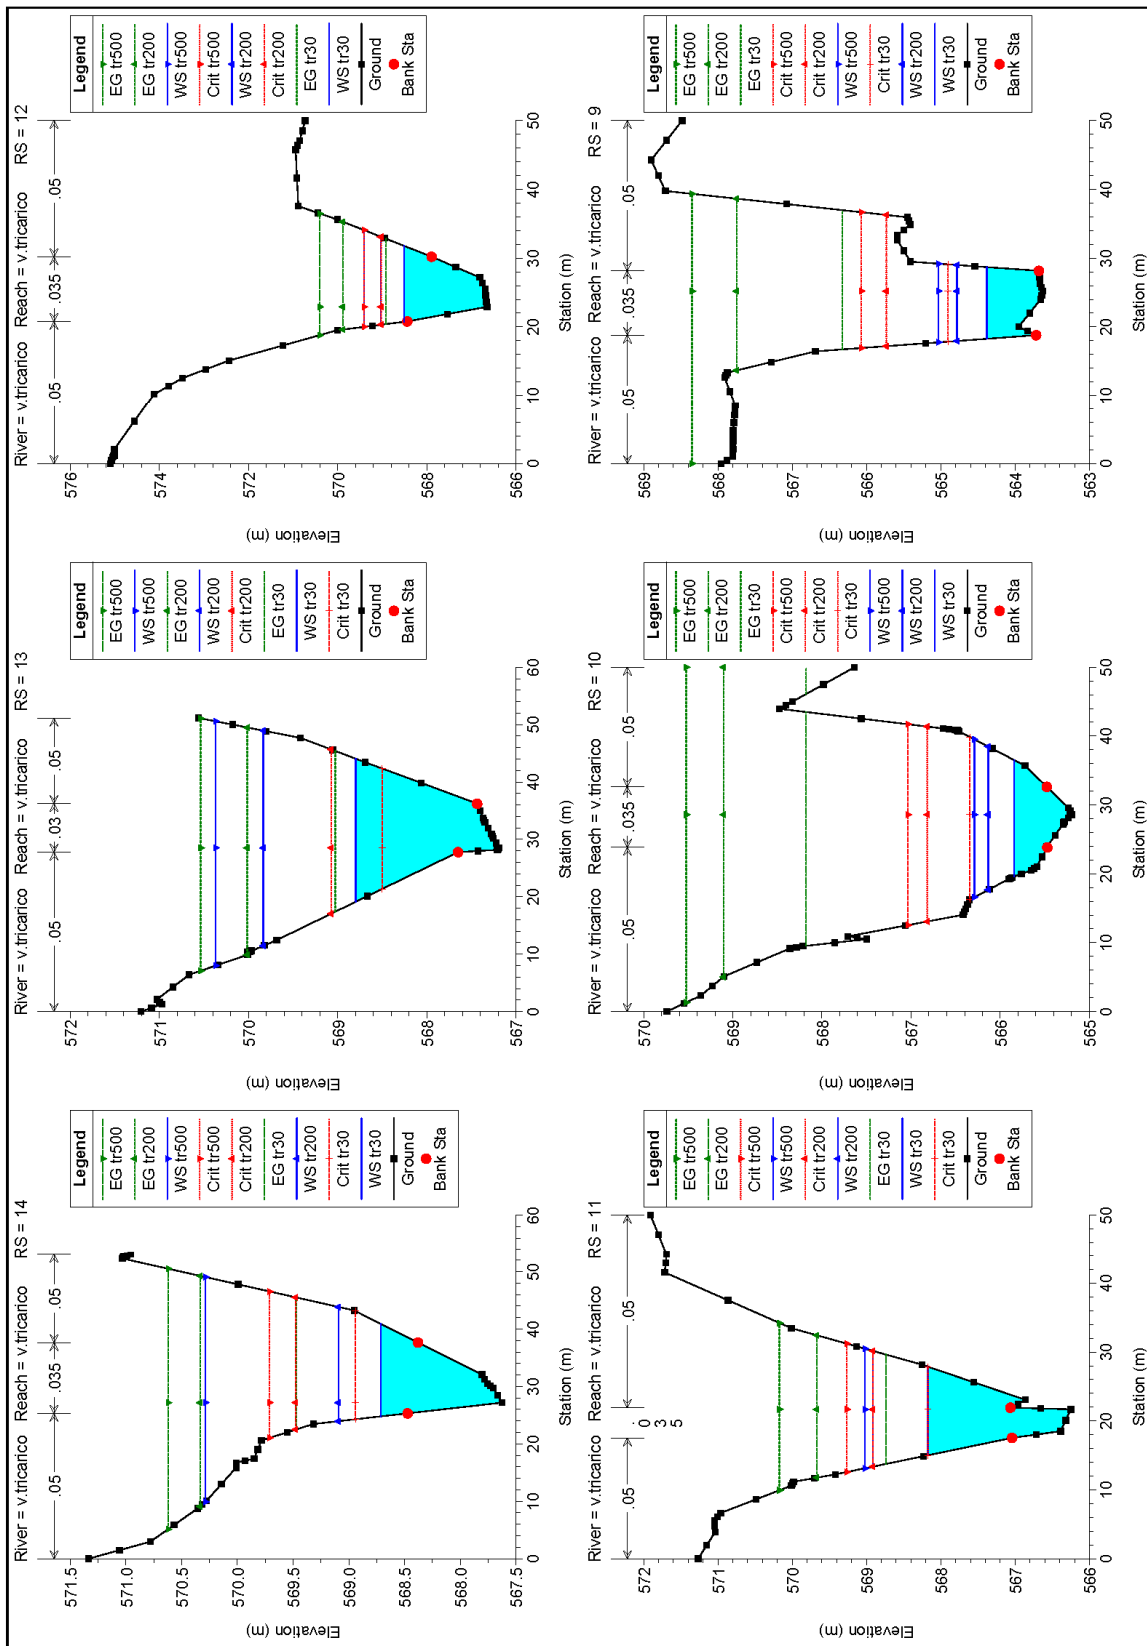 River = v.tricarico Reach = v.tricarico RS = 14
.05 .035 .05
571.5
571.0
570.5
570.0
569.5
569.0
568.5
568.0
567.5
Elevation (m)
0 10 20 30 40 50 60
Station (m)
Legend
EG tr500
EG tr200
WS tr500
Crit tr500
Crit tr200
EG tr30
WS tr200
Crit tr30
WS tr30
Ground
Bank Sta
River = v.tricarico Reach = v.tricarico RS = 13
.05 .03 .05
572
571
570
569
568
567
Elevation (m)
0 10 20 30 40 50 60
Station (m)
Legend
EG tr500
WS tr500
EG tr200
WS tr200
Crit tr200
EG tr30
WS tr30
Crit tr30
Ground
Bank Sta
River = v.tricarico Reach = v.tricarico RS = 12
.05 .035 .05
576
574
572
570
568
566
Elevation (m)
0 10 20 30 40 50
Station (m)
Legend
EG tr500
EG tr200
WS tr500
Crit tr500
WS tr200
Crit tr200
EG tr30
WS tr30
Ground
Bank Sta
River = v.tricarico Reach = v.tricarico RS = 11
.05 .05
.
0
3
5
572
571
570
569
568
567
566
Elevation (m)
0 10 20 30 40 50
Station (m)
Legend
EG tr500
EG tr200
Crit tr500
WS tr500
Crit tr200
WS tr200
EG tr30
WS tr30
Crit tr30
Ground
Bank Sta
River = v.tricarico Reach = v.tricarico RS = 10
.05 .035 .05
570
569
568
567
566
565
Elevation (m)
0 10 20 30 40 50
Station (m)
Legend
EG tr500
EG tr200
EG tr30
Crit tr500
Crit tr200
Crit tr30
WS tr500
WS tr200
WS tr30
Ground
Bank Sta
River = v.tricarico Reach = v.tricarico RS = 9
.05 .035 .05
569
568
567
566
565
564
563
Elevation (m)
0 10 20 30 40 50
Station (m)
Legend
EG tr500
EG tr200
EG tr30
Crit tr500
Crit tr200
WS tr500
Crit tr30
WS tr200
WS tr30
Ground
Bank Sta